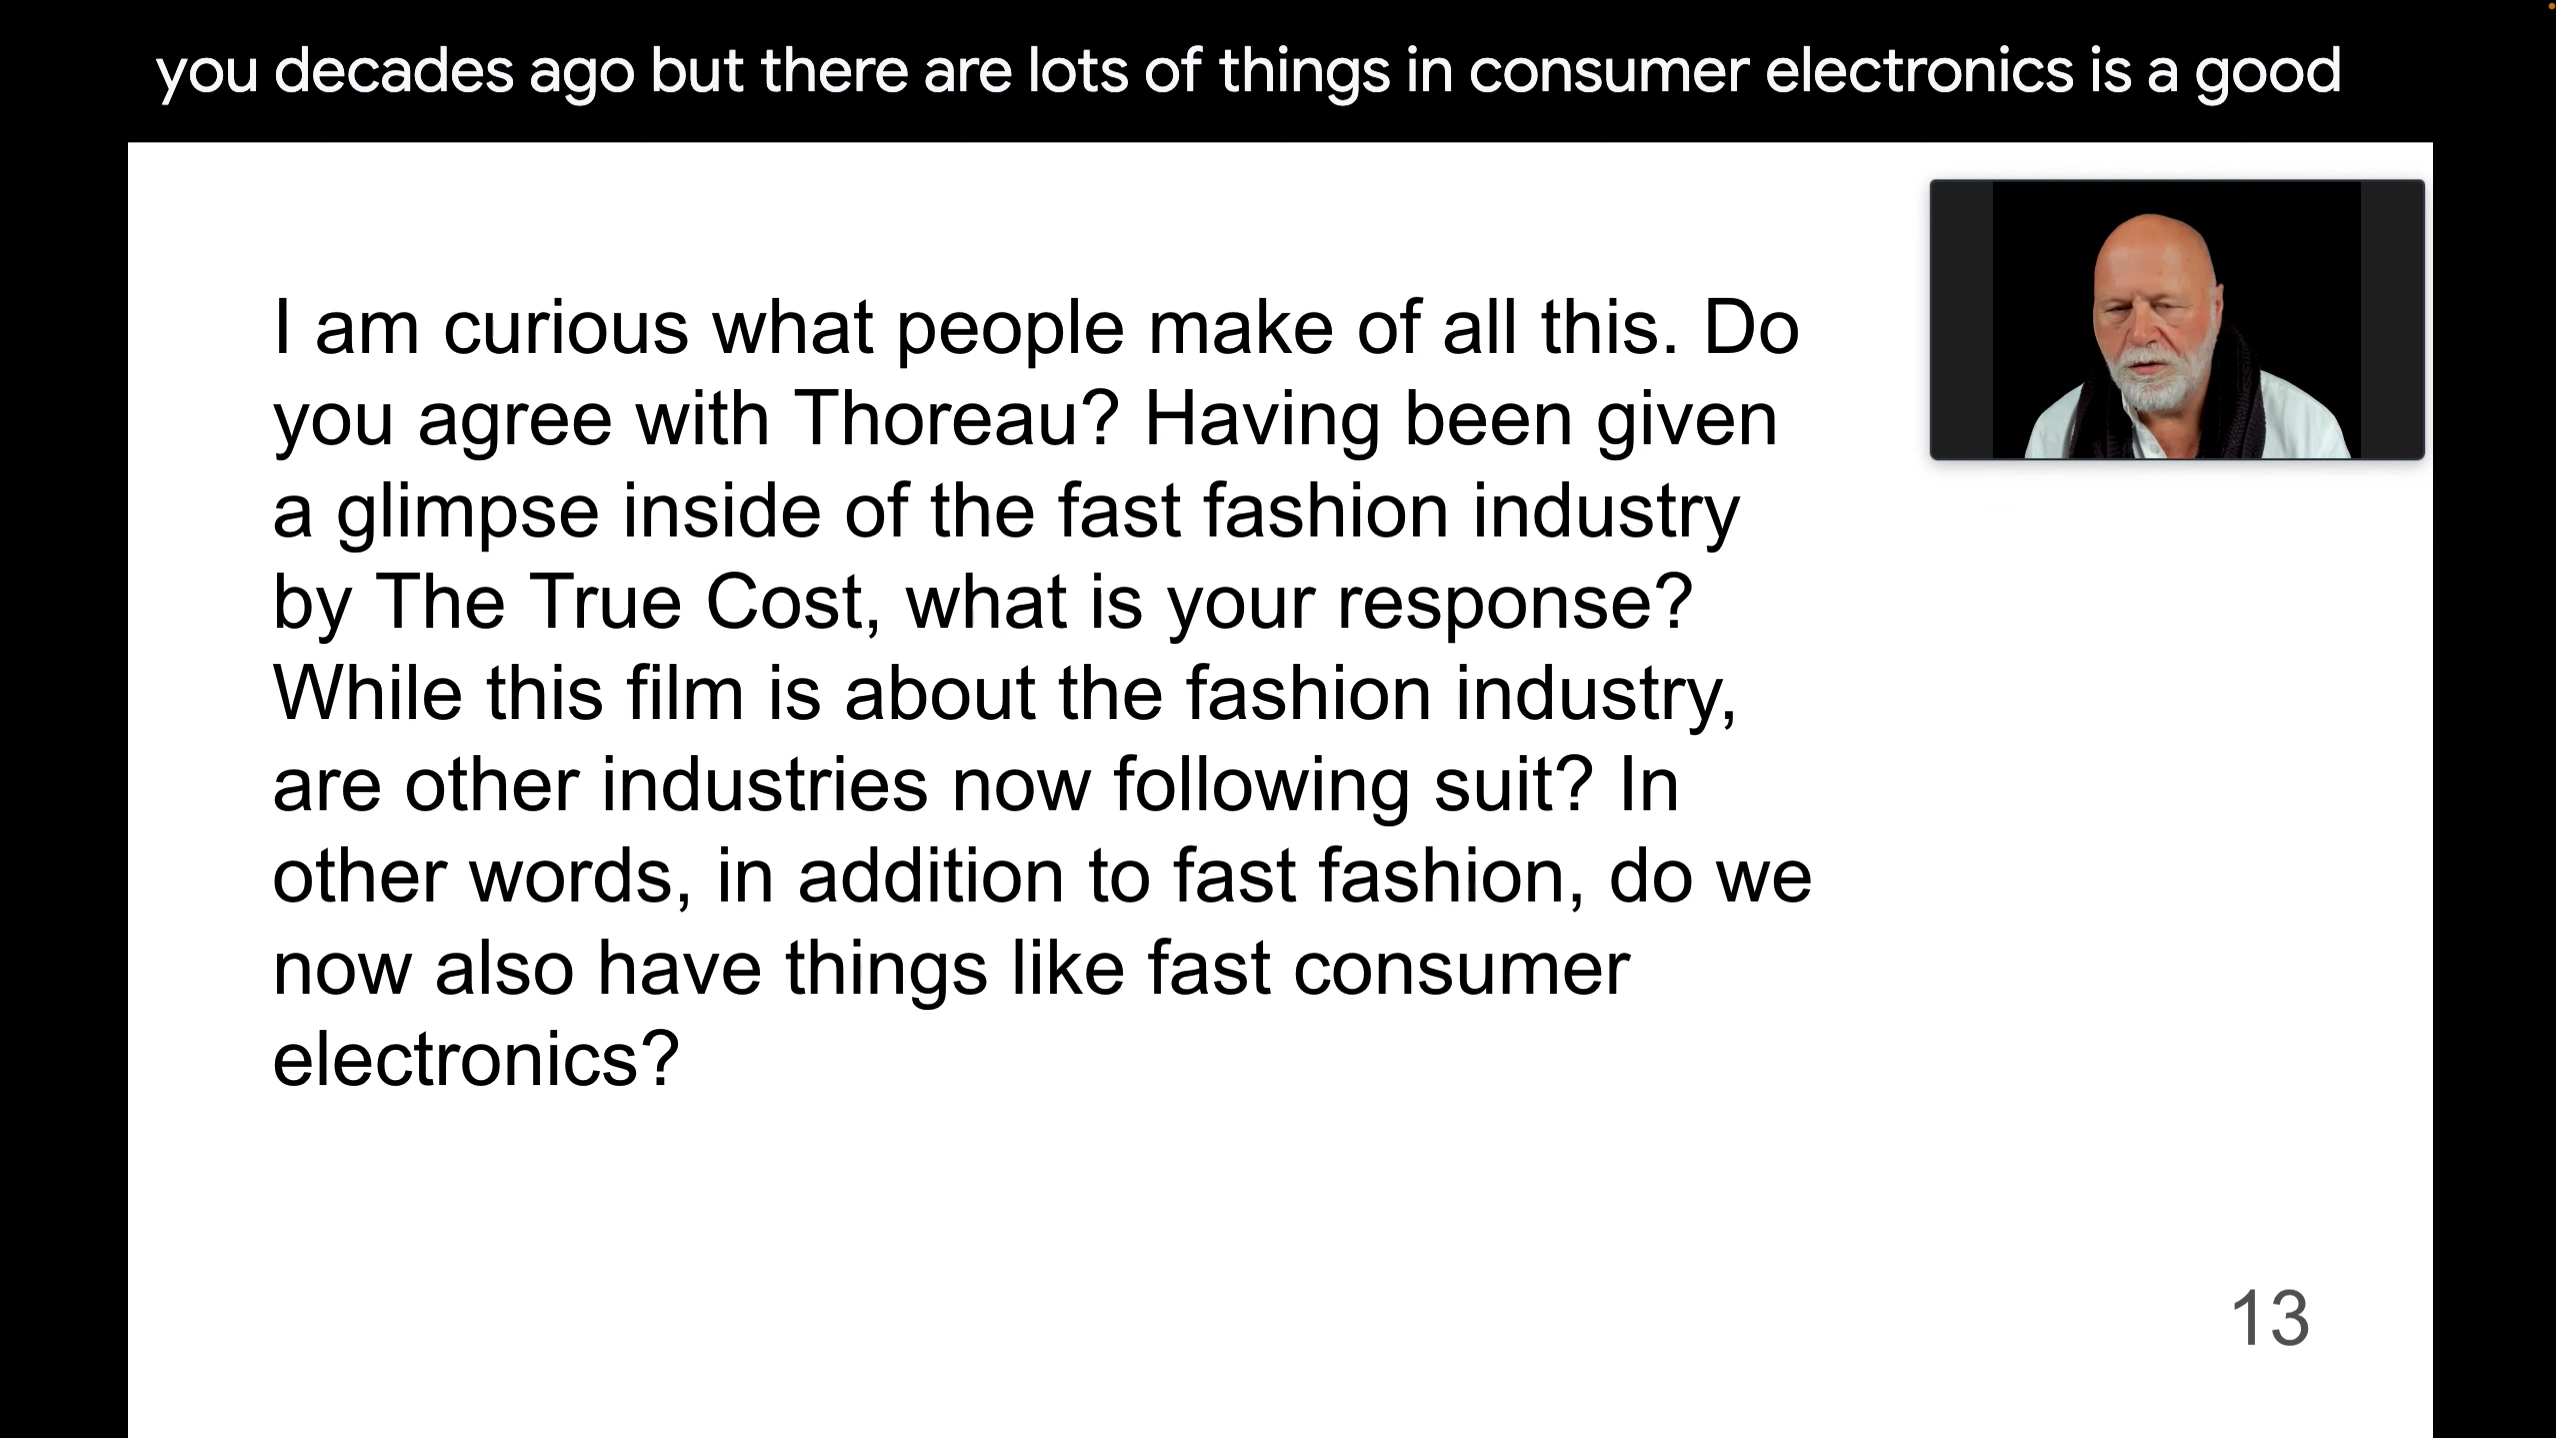 you decades ago but there are lots of things in consumer electronics is a good
I am curious what people make of all this. Do
you agree with Thoreau? Having been given
a glimpse inside of the fast fashion industry
by The True Cost, what is your response?
While this film is about the fashion industry,
are other industries now following suit? In
other words, in addition to fast fashion, do we
now also have things like fast consumer
electronics?
13